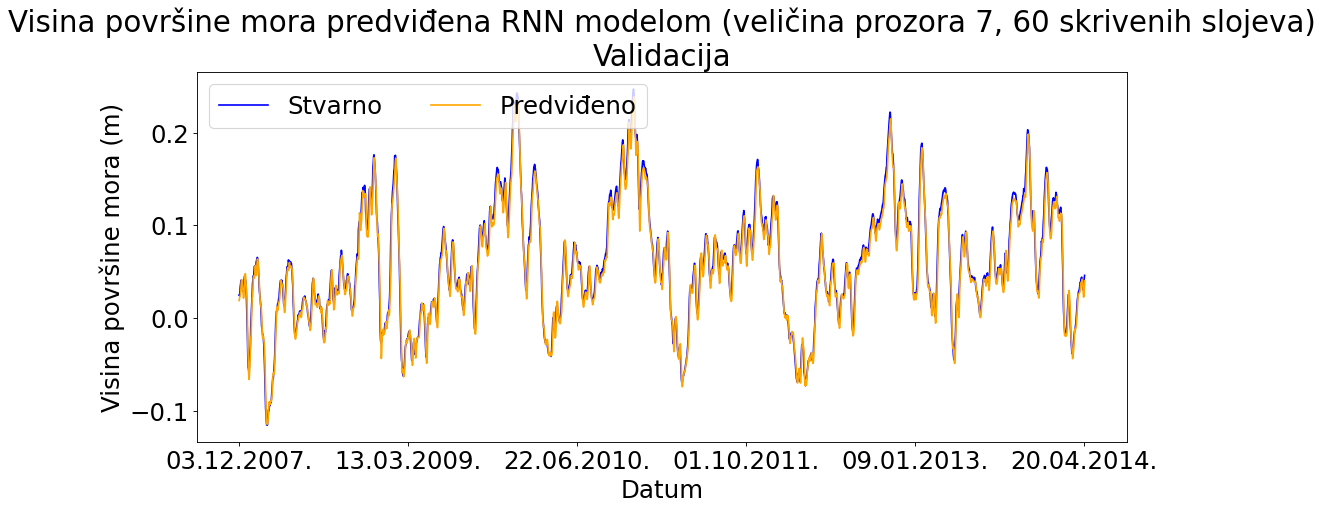 Visina površine mora predviđena RNN modelom (veličina prozora 7, 60 skrivenih slojeva)
Validacija
Stvarno Predviđeno
Visina površine mora (m)
0.2
0.1
0.0
−0.1
03.12.2007. 13.03.2009. 22.06.2010. 01.10.2011. 09.01.2013. 20.04.2014.
Datum